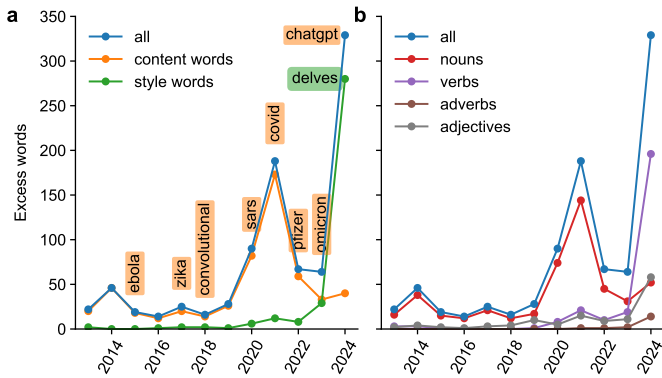 a
350
300
250
200
150
100
50
0
Excess words
all
content words
style words
ebola
zika
convolutional
sars
covid
pfizer
omicron
chatgpt
delves
2014
2016
2018
2020
2022
2024
b
all
nouns
verbs
adverbs
adjectives
2014
2016
2018
2020
2022
2024